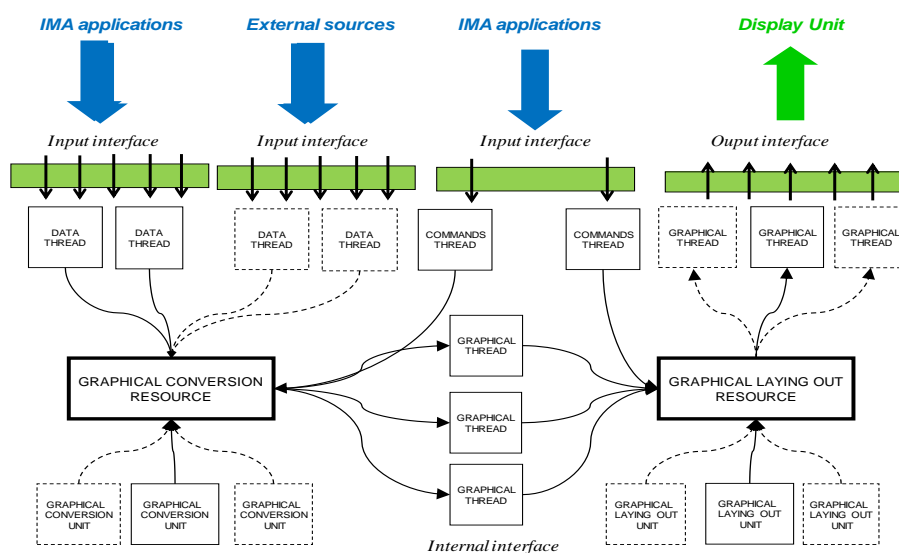 IMA applications
External sources
IMA applications
Display Unit
Input interface
Input interface
Input interface
Ouput interface
DATA
THREAD
DATA
THREAD
DATA
THREAD
DATA
THREAD
COMMANDS
THREAD
COMMANDS
THREAD
GRAPHICAL
THREAD
GRAPHICAL
THREAD
GRAPHICAL
THREAD
GRAPHICAL
THREAD
GRAPHICAL CONVERSION
RESOURCE
GRAPHICAL LAYING OUT
RESOURCE
GRAPHICAL
THREAD
GRAPHICAL
THREAD
GRAPHICAL
CONVERSION
UNIT
GRAPHICAL
CONVERSION
UNIT
GRAPHICAL
CONVERSION
UNIT
GRAPHICAL
LAYING OUT
UNIT
GRAPHICAL
LAYING OUT
UNIT
GRAPHICAL
LAYING OUT
UNIT
Internal interface